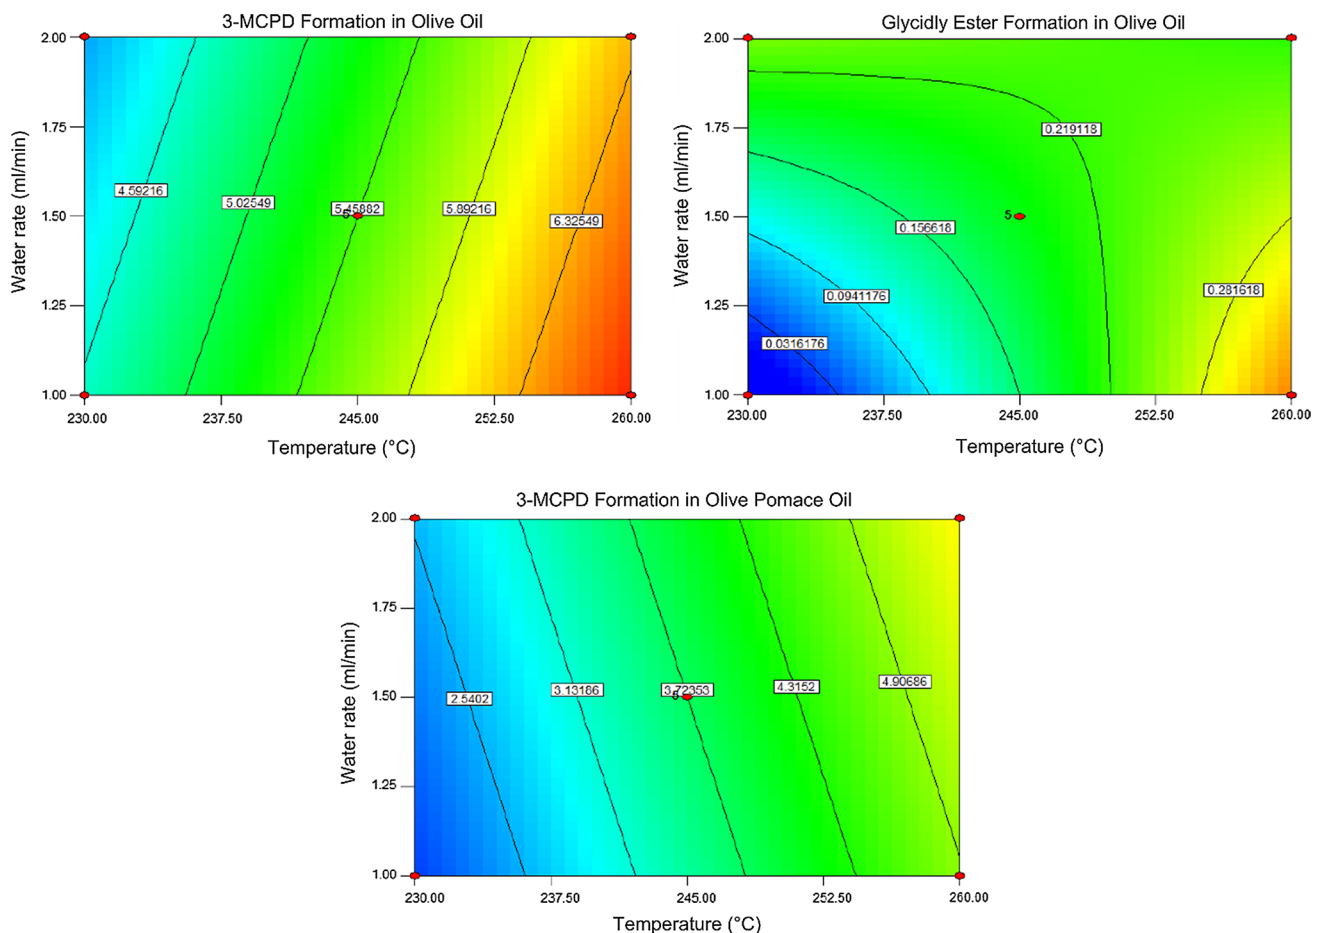 3-MCPD Formation in Olive Oil
2.00
1.75
1.50
1.25
1.00
Water rate (ml/min)
4.59216
5.02549
5.45882
5
5.89216
6.32549
230.00 237.50 245.00 252.50 260.00
Temperature (°C)
Glycidly Ester Formation in Olive Oil
2.00
1.75
1.50
1.25
1.00
Water rate (ml/min)
0.219118
5
0.156618
0.0941176
0.281618
0.0316176
230.00 237.50 245.00 252.50 260.00
Temperature (°C)
3-MCPD Formation in Olive Pomace Oil
2.00
1.75
1.50
1.25
1.00
Water rate (ml/min)
2.5402
3.13186
3.72353
5
4.3152
4.90686
230.00 237.50 245.00 252.50 260.00
Temperature (°C)